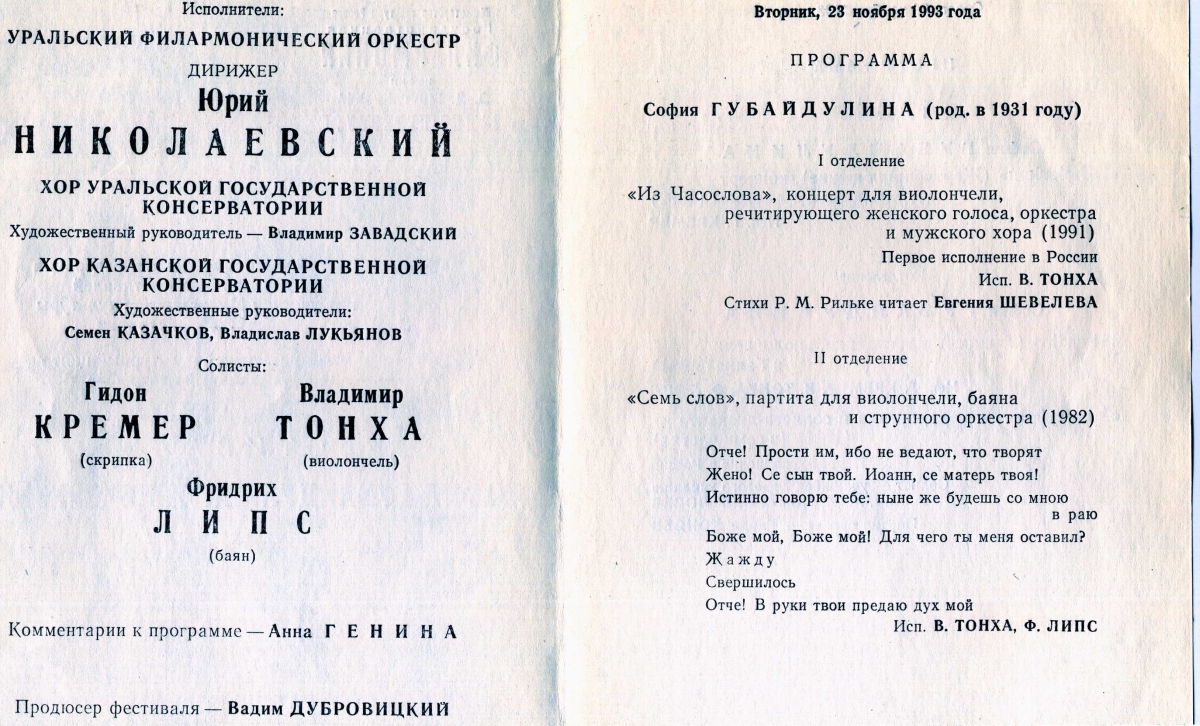 Исполнители:
УРАЛЬСКИЙ ФИЛАРМОНИЧЕСКИЙ ОРКЕСТР
ДИРИЖЕР
Юрий
НИКОЛАЕВСКИЙ
ХОР УРАЛЬСКОЙ ГОСУДАРСТВЕННОЙ
КОНСЕРВАТОРИИ
Художественный руководитель — Владимир ЗАВАДСКИЙ
ХОР КАЗАНСКОЙ ГОСУДАРСТВЕННОЙ
КОНСЕРВАТОРИИ
Художественные руководители:
Семен КАЗАЧКОВ, Владислав ЛУКЬЯНОВ
Солисты:
Гидон Владимир
КРЕМЕР ТОНХА
(скрипка) (виолончель)
Фридрих
ЛИПС
(баян)
Комментарии к программе — Анна ГЕНИНА
Продюсер фестиваля — Вадим ДУБРОВИЦКИЙ
Вторник, 23 ноября 1993 года
ПРОГРАММА
София ГУБАЙДУЛИНА (род. в 1931 году)
I отделение
«Из Часослова», концерт для виолончели,
речитирующего женского голоса, оркестра
и мужского хора (1991)
Первое исполнение в России
Исп. В. ТОНХА
Стихи Р. М. Рильке читает Евгения ШЕВЕЛЕВА
II отделение
«Семь слов», партита для виолончели, баяна
и струнного оркестра (1982)
Отче! Прости им, ибо не ведают, что творят
Жено! Се сын твой. Иоанн, се матерь твоя!
Истинно говорю тебе: ныне же будешь со мною
в раю
Боже мой, Боже мой! Для чего ты меня оставил?
Жажду
Свершилось
Отче! В руки твои предаю дух мой
Исп. В. ТОНХА, Ф. ЛИПС